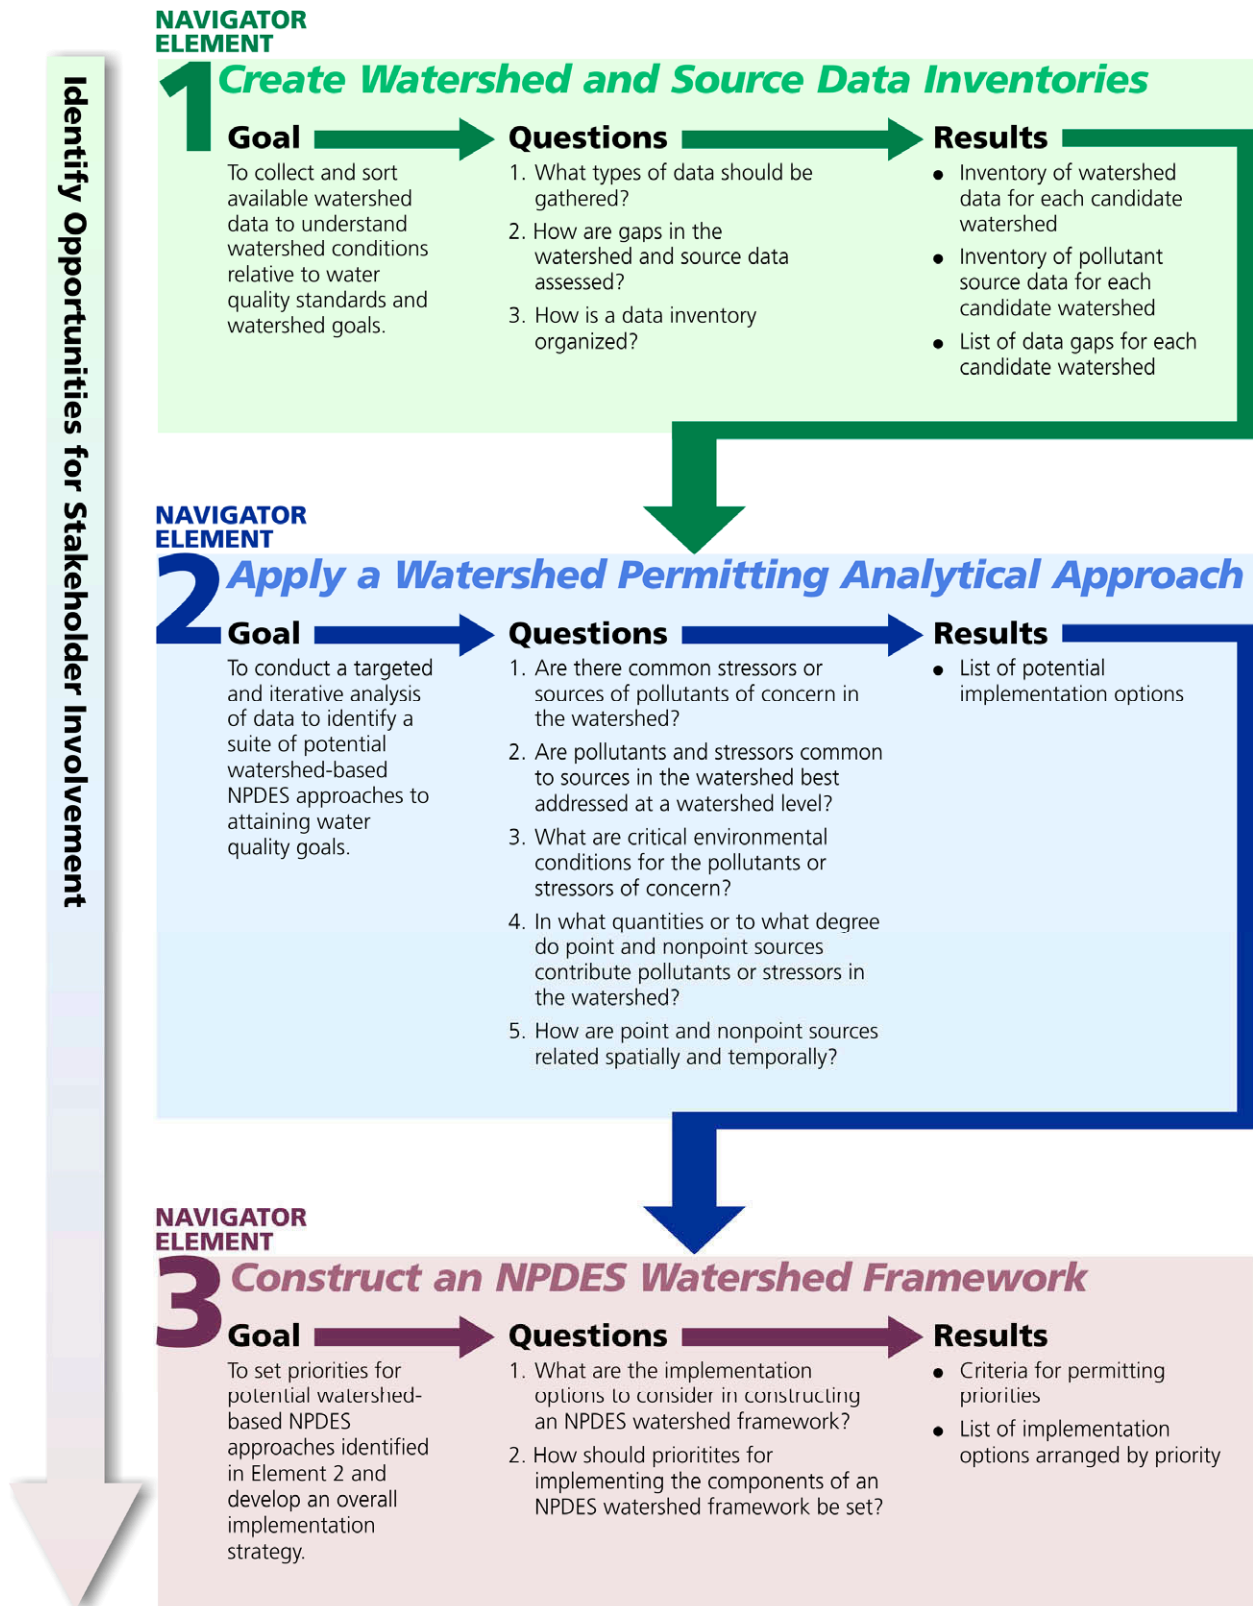 Identify Opportunities for Stakeholder Involvement
NAVIGATOR
ELEMENT
1 Create Watershed and Source Data Inventories
Goal
To collect and sort
available watershed
data to understand
watershed conditions
relative to water
quality standards and
watershed goals.
Questions
1. What types of data should be
gathered?
2. How are gaps in the
watershed and source data
assessed?
3. How is a data inventory
organized?
Results
● Inventory of watershed
data for each candidate
watershed
● Inventory of pollutant
source data for each
candidate watershed
● List of data gaps for each
candidate watershed
NAVIGATOR
ELEMENT
2 Apply a Watershed Permitting Analytical Approach
Goal
To conduct a targeted
and iterative analysis
of data to identify a
suite of potential
watershed-based
NPDES approaches to
attaining water
quality goals.
Questions
1. Are there common stressors or
sources of pollutants of concern in
the watershed?
2. Are pollutants and stressors common
to sources in the watershed best
addressed at a watershed level?
3. What are critical environmental
conditions for the pollutants or
stressors of concern?
4. In what quantities or to what degree
do point and nonpoint sources
contribute pollutants or stressors in
the watershed?
5. How are point and nonpoint sources
related spatially and temporally?
Results
● List of potential
implementation options
NAVIGATOR
ELEMENT
3 Construct an NPDES Watershed Framework
Goal
To set priorities for
potential watershed-
based NPDES
approaches identified
in Element 2 and
develop an overall
implementation
strategy.
Questions
1. What are the implementation
options to consider in constructing
an NPDES watershed framework?
2. How should prioritites for
implementing the components of an
NPDES watershed framework be set?
Results
● Criteria for permitting
priorities
● List of implementation
options arranged by priority